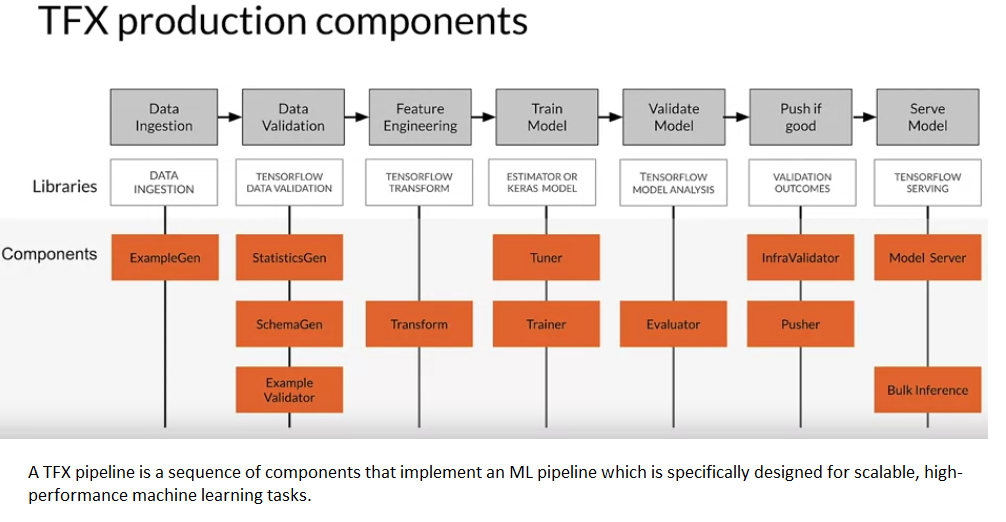 TFX production components
Data
Ingestion
Data
Validation
Feature
Engineering
Train
Model
Validate
Model
Push if
good
Serve
Model
Libraries
DATA
INGESTION
TENSORFLOW
DATA VALIDATION
TENSORFLOW
TRANSFORM
ESTIMATOR OR
KERAS MODEL
TENSORFLOW
MODEL ANALYSIS
VALIDATION
OUTCOMES
TENSORFLOW
SERVING
Components
ExampleGen
StatisticsGen
Tuner
InfraValidator
Model Server
SchemaGen
Transform
Trainer
Evaluator
Pusher
Example
Validator
Bulk Inference
A TFX pipeline is a sequence of components that implement an ML pipeline which is specifically designed for scalable, high-
performance machine learning tasks.